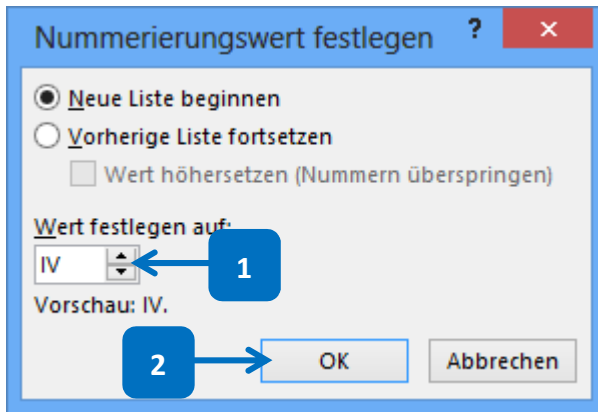 Nummerierungswert festlegen ? ×
Neue Liste beginnen
Vorherige Liste fortsetzen
Wert höhersetzen (Nummern überspringen)
Wert festlegen auf:
IV
1
Vorschau: IV.
2
OK
Abbrechen